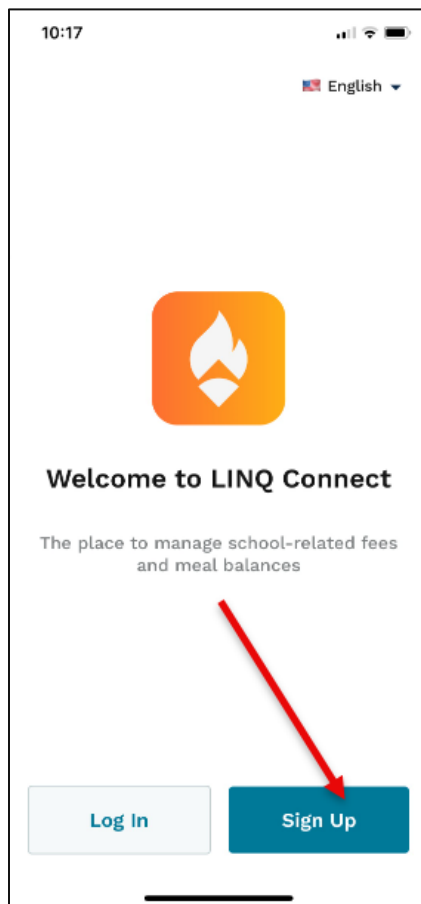 10:17
English
Welcome to LINQ Connect
The place to manage school-related fees
and meal balances
Log In
Sign Up